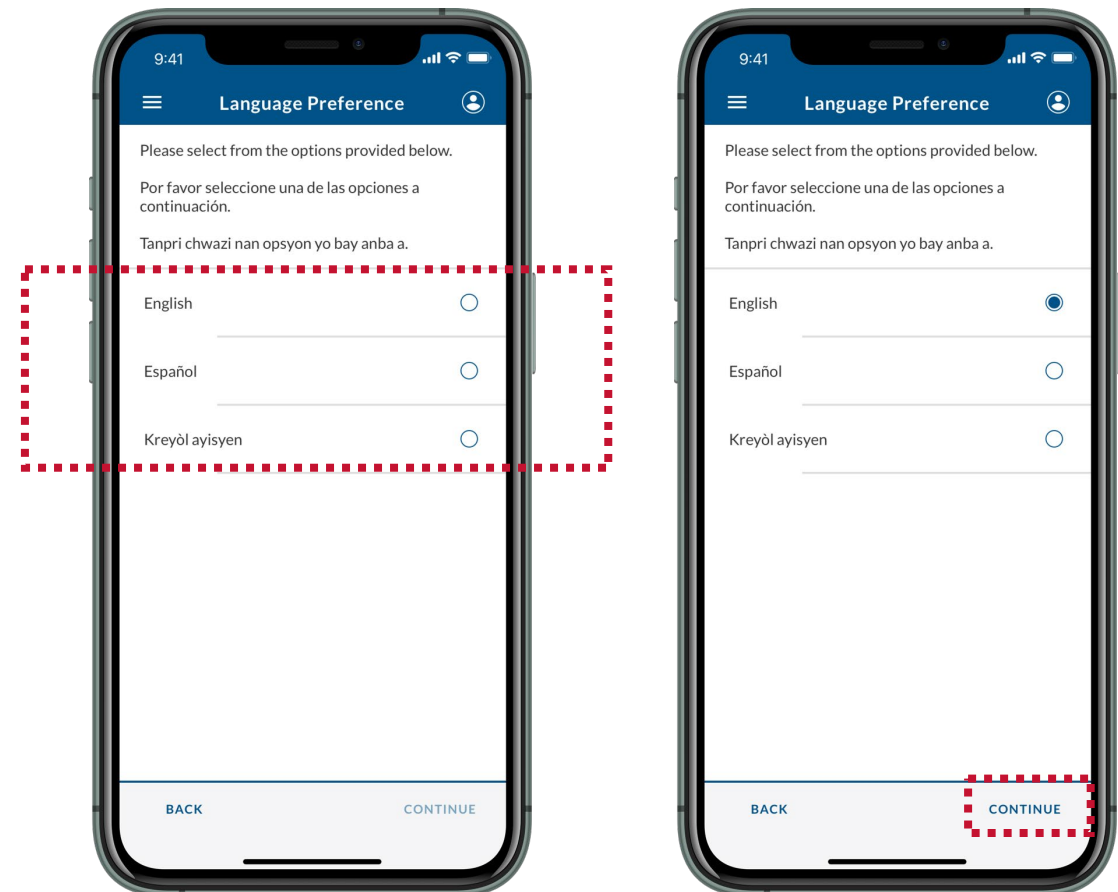 9:41
Language Preference
Please select from the options provided below.
Por favor seleccione una de las opciones a
continuación.
Tanpri chwazi nan opsyon yo bay anba a.
English
Español
Kreyòl ayisyen
BACK CONTINUE
9:41
Language Preference
Please select from the options provided below.
Por favor seleccione una de las opciones a
continuación.
Tanpri chwazi nan opsyon yo bay anba a.
English
Español
Kreyòl ayisyen
BACK CONTINUE